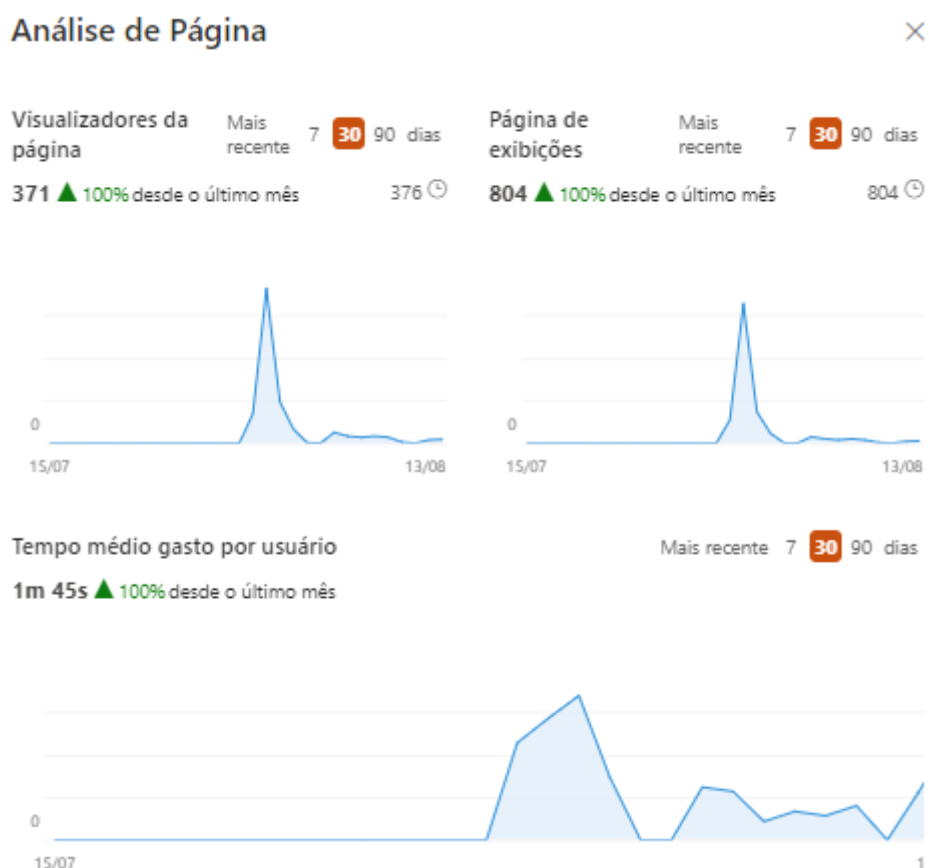 Análise de Página
Visualizadores da página
Mais recente 7 30 90 dias
371 100% desde o último mês 376
0
15/07 13/08
Página de exibições
Mais recente 7 30 90 dias
804 100% desde o último mês 804
0
15/07 13/08
Tempo médio gasto por usuário
Mais recente 7 30 90 dias
1m 45s 100% desde o último mês
0
15/07 1